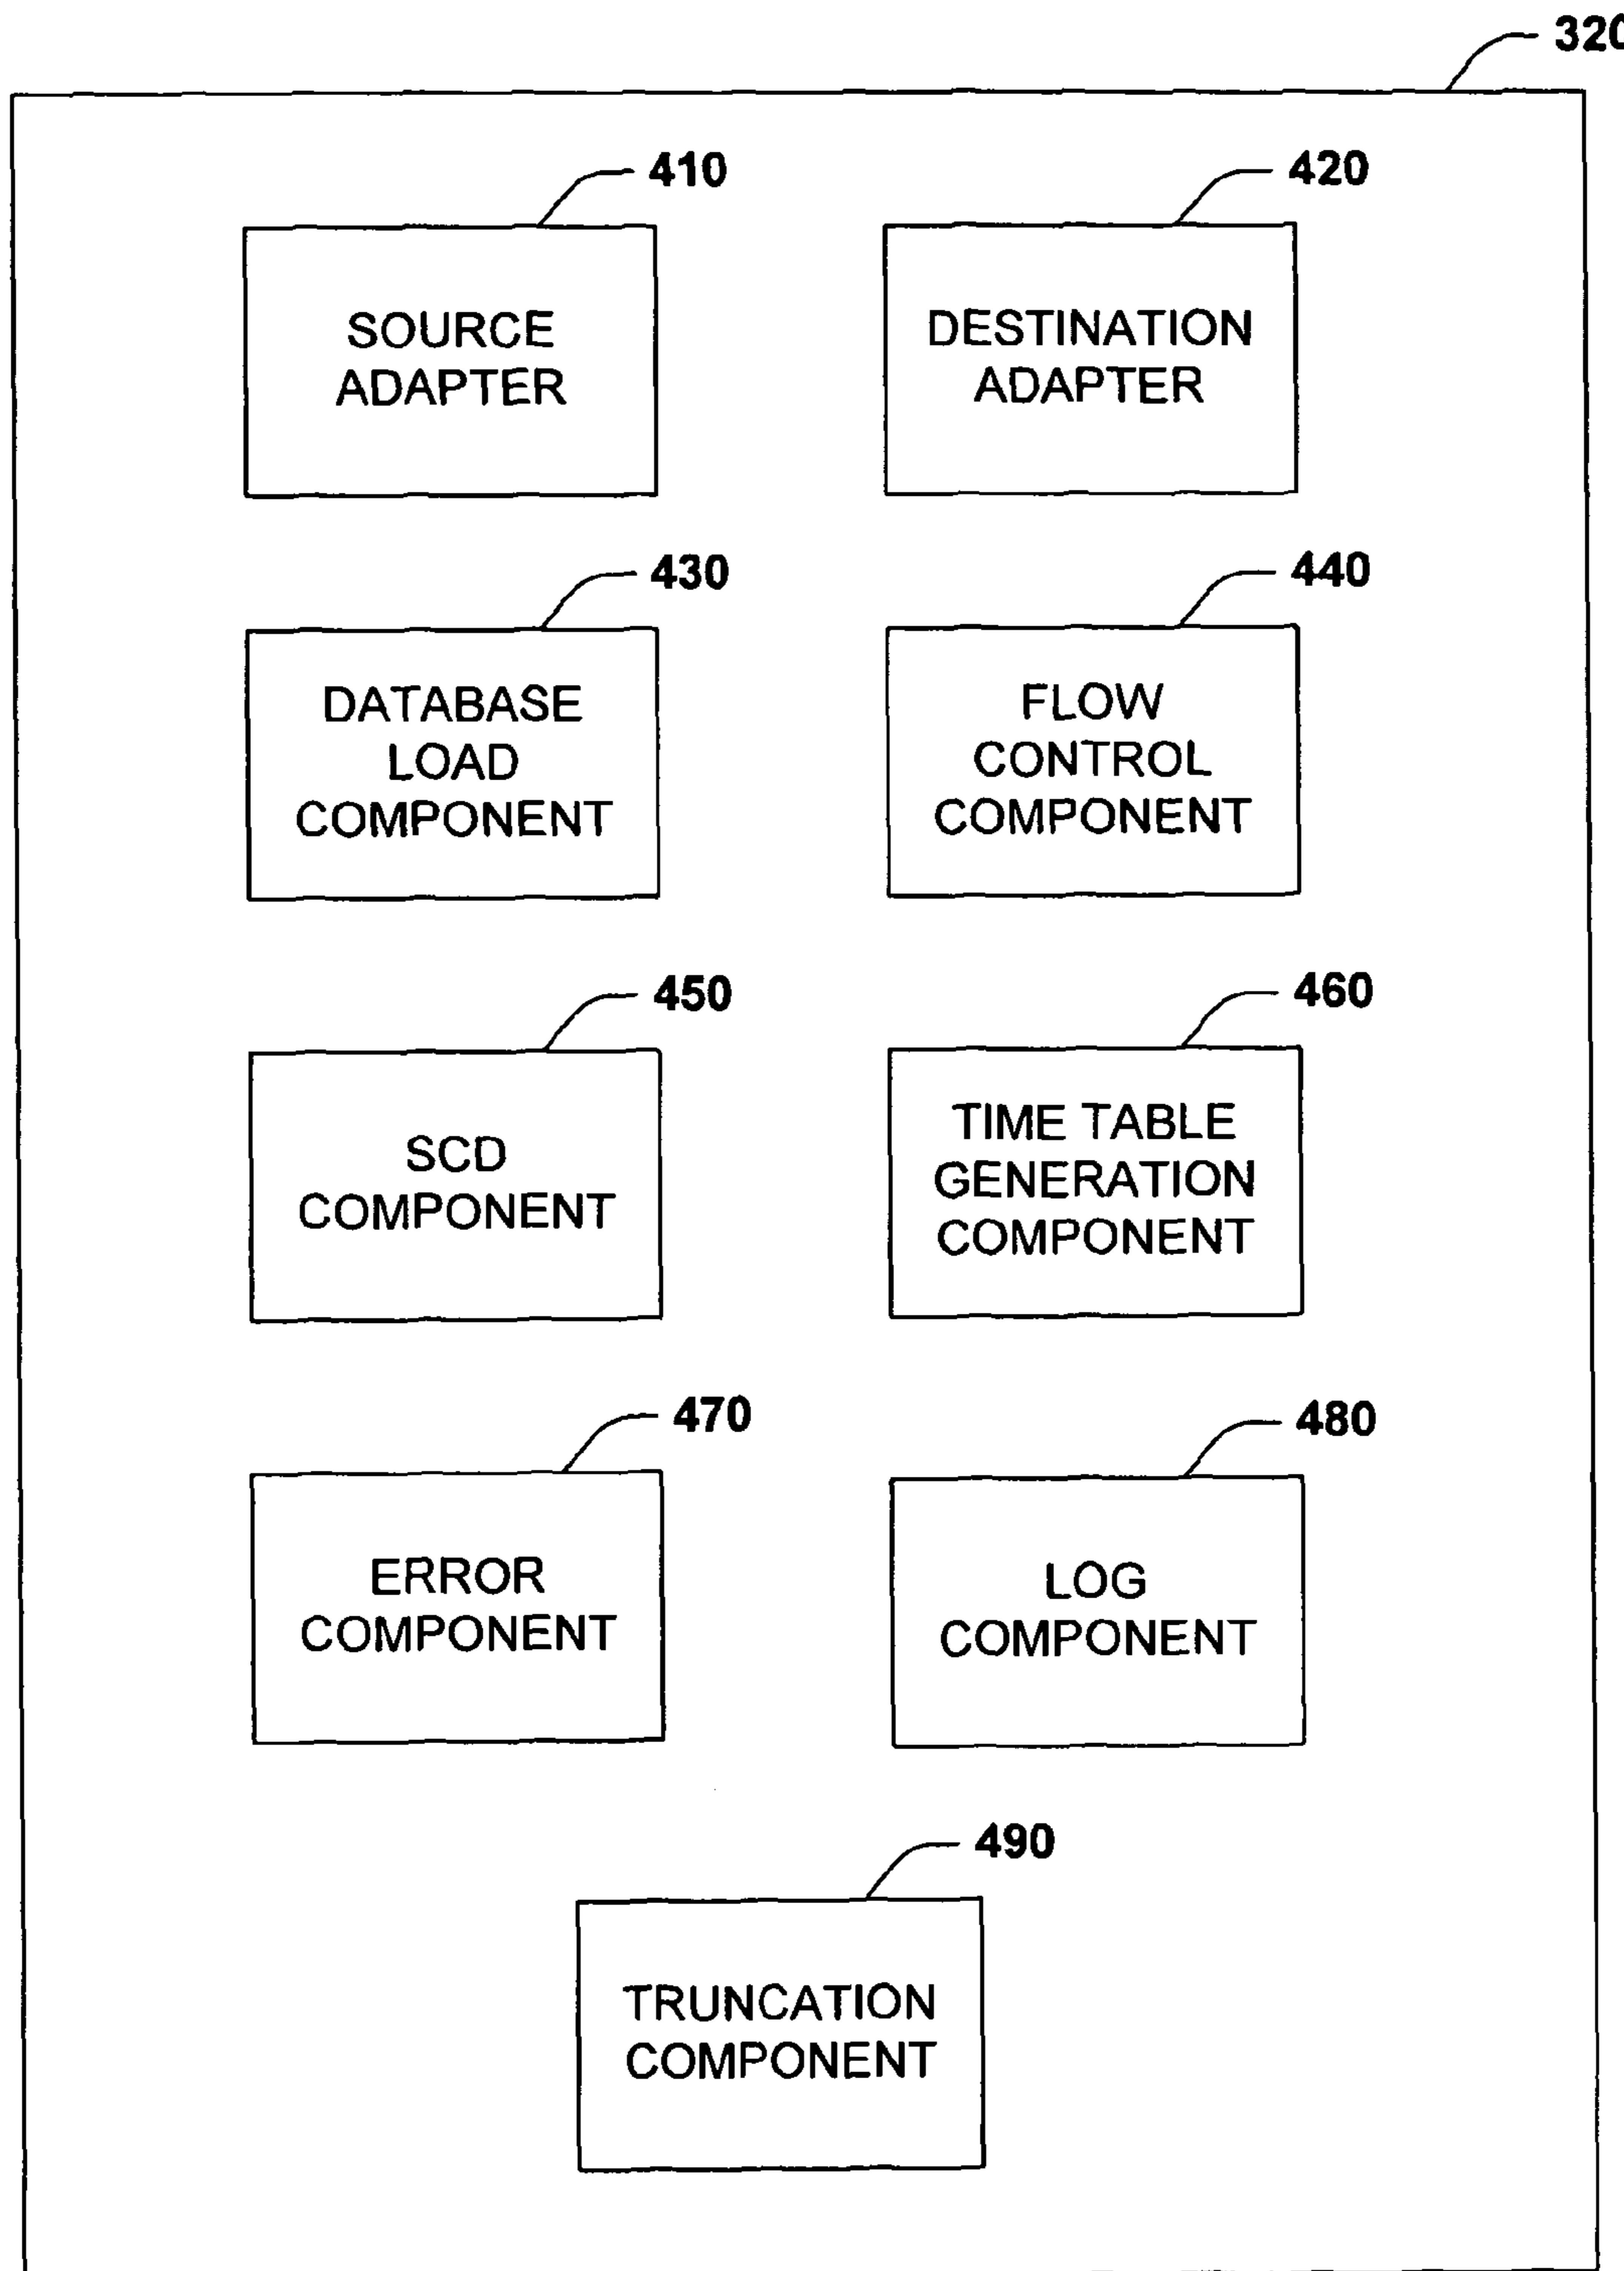 320
410
420
SOURCE
ADAPTER
DESTINATION
ADAPTER
430
440
DATABASE
LOAD
COMPONENT
FLOW
CONTROL
COMPONENT
450
460
SCD
COMPONENT
TIME TABLE
GENERATION
COMPONENT
470
480
ERROR
COMPONENT
LOG
COMPONENT
490
TRUNCATION
COMPONENT